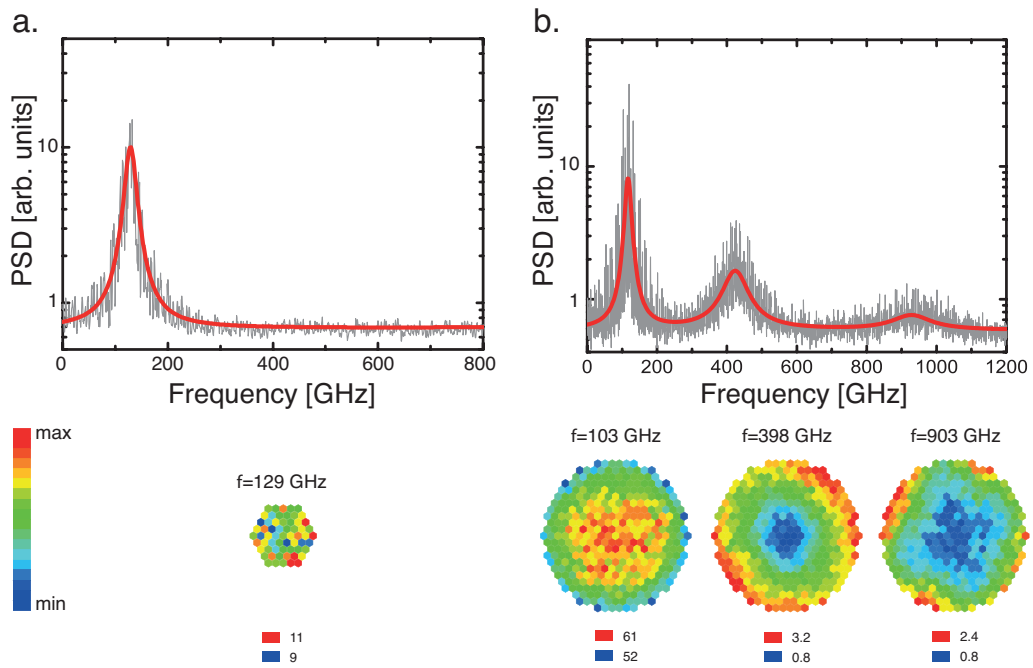 a.
PSD [arb. units]
10
1
0 200 400 600 800
Frequency [GHz]
b.
PSD [arb. units]
10
1
0 200 400 600 800 1000 1200
Frequency [GHz]
max
min
f=129 GHz
11
9
f=103 GHz
61
52
f=398 GHz
3.2
0.8
f=903 GHz
2.4
0.8